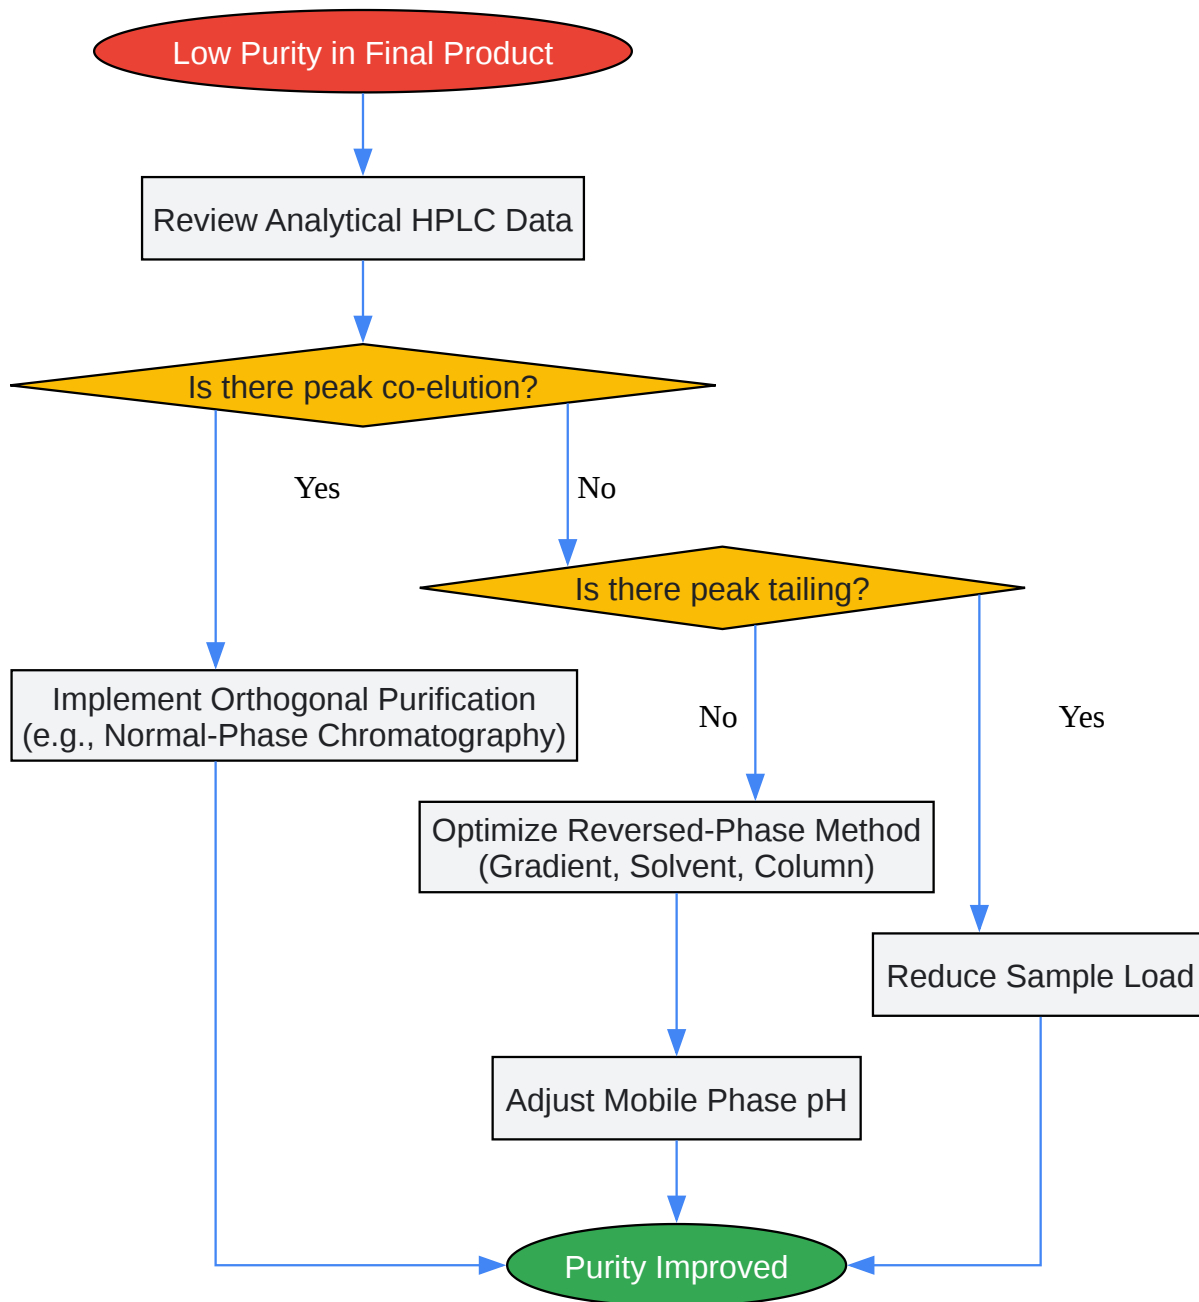 Low Purity in Final Product
Review Analytical HPLC Data
Is there peak co-elution?
Yes
No
Is there peak tailing?
Implement Orthogonal Purification
(e.g., Normal-Phase Chromatography)
No
Yes
Optimize Reversed-Phase Method
(Gradient, Solvent, Column)
Reduce Sample Load
Adjust Mobile Phase pH
Purity Improved